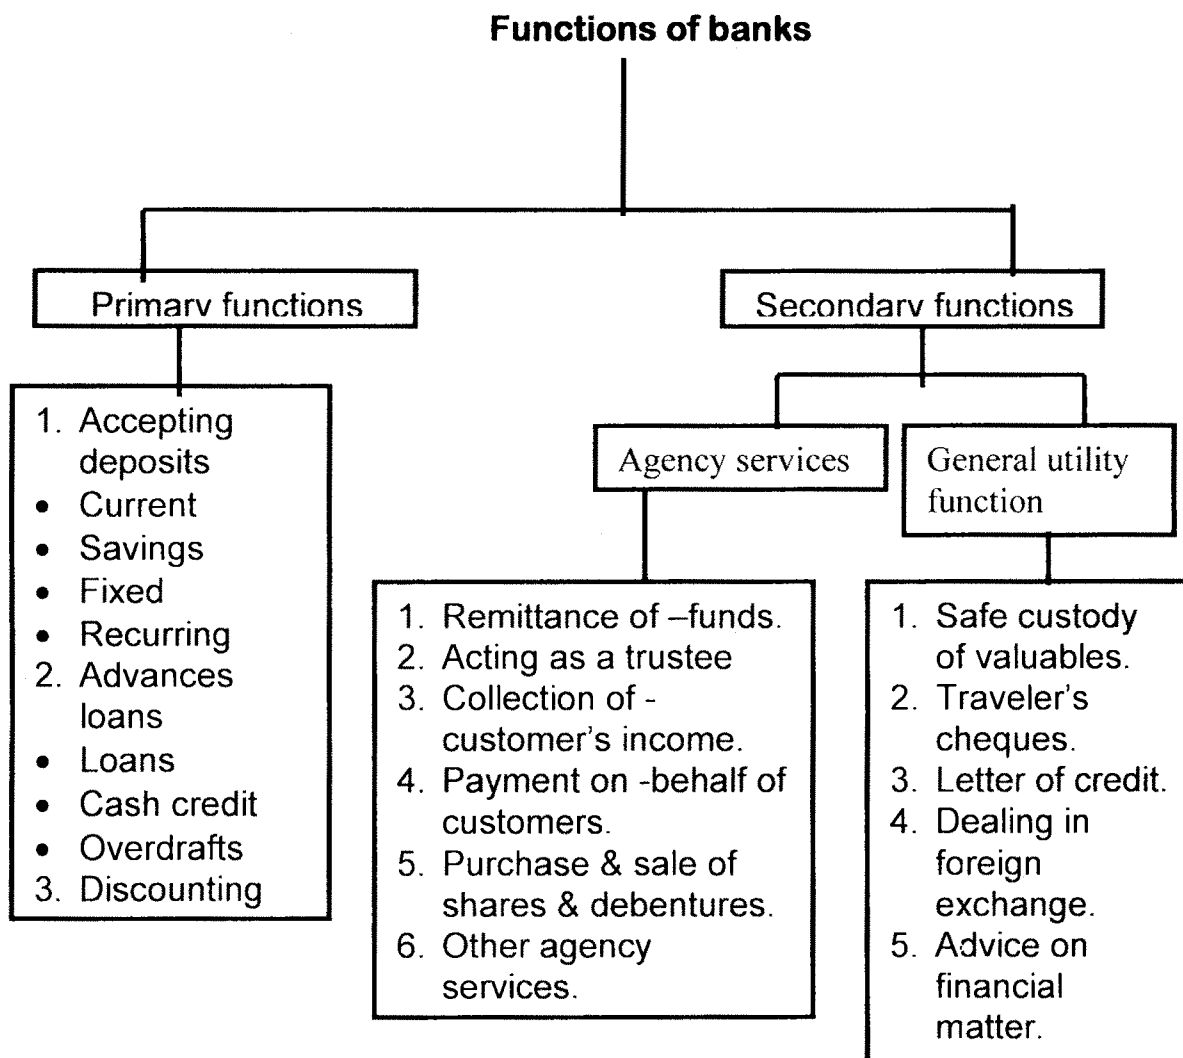 Functions of banks
Primary functions
Secondary functions
1. Accepting
deposits
• Current
• Savings
• Fixed
• Recurring
2. Advances
loans
• Loans
• Cash credit
• Overdrafts
3. Discounting
Agency services
General utility
function
1. Remittance of –funds.
2. Acting as a trustee
3. Collection of -
customer's income.
4. Payment on -behalf of
customers.
5. Purchase & sale of
shares & debentures.
6. Other agency
services.
1. Safe custody
of valuables.
2. Traveler's
cheques.
3. Letter of credit.
4. Dealing in
foreign
exchange.
5. Advice on
financial
matter.